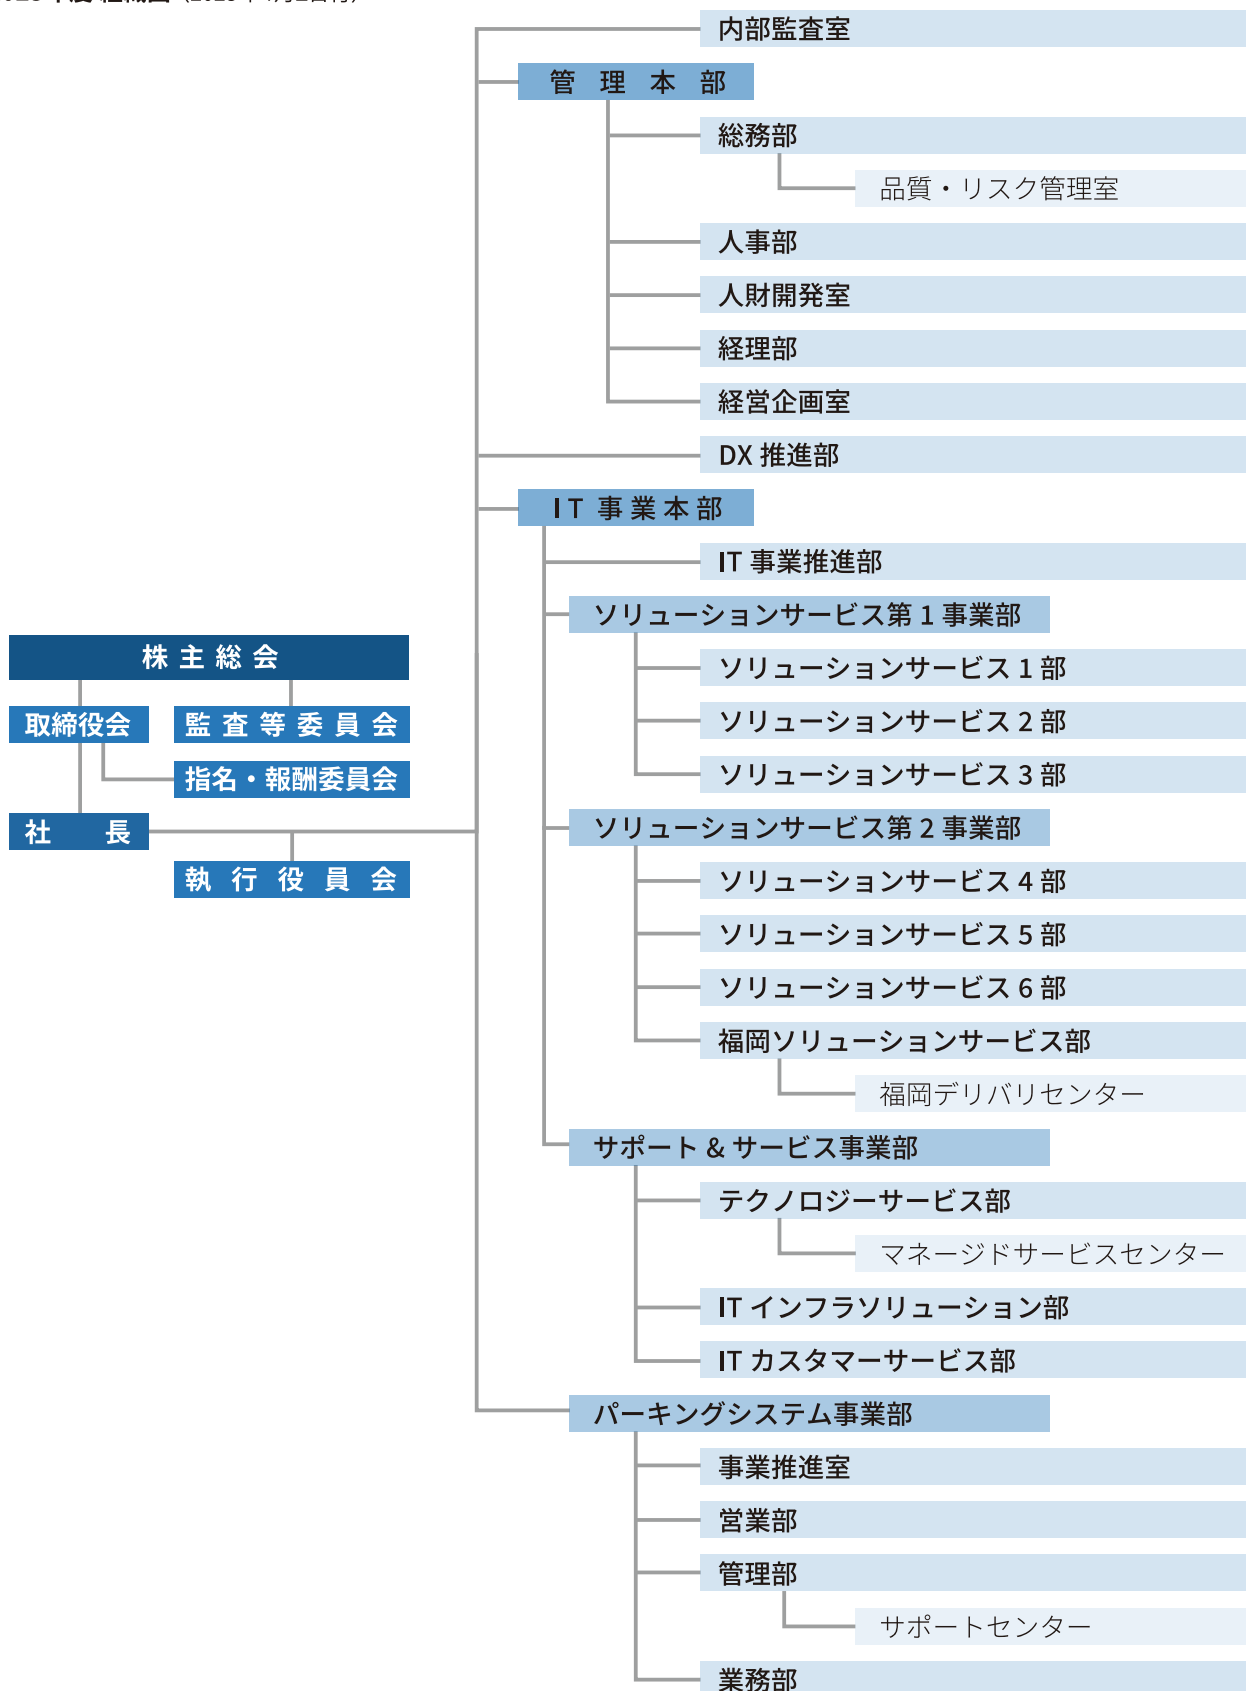 内部監査室
管理本部
総務部
品質・リスク管理室
人事部
人財開発室
経理部
経営企画室
DX 推進部
IT 事業本部
IT 事業推進部
ソリューションサービス第 1 事業部
ソリューションサービス 1 部
ソリューションサービス 2 部
ソリューションサービス 3 部
ソリューションサービス第 2 事業部
ソリューションサービス 4 部
ソリューションサービス 5 部
ソリューションサービス 6 部
福岡ソリューションサービス部
福岡デリバリセンター
サポート & サービス事業部
テクノロジーサービス部
マネージドサービスセンター
IT インフラソリューション部
IT カスタマーサービス部
パーキングシステム事業部
事業推進室
営業部
管理部
サポートセンター
業務部
株主総会
取締役会
監査等委員会
指名・報酬委員会
社長
執行役員会